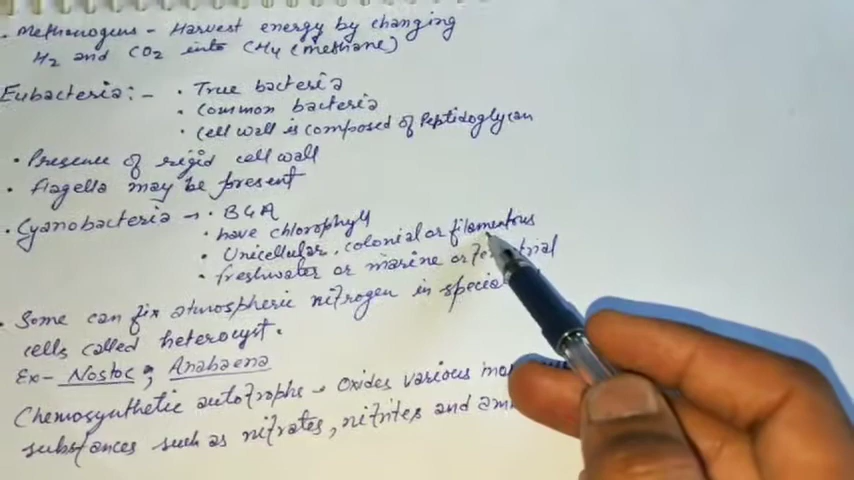 . Methanogens - Harvest energy by changing
H2 and CO2 into CH4 (methane)
Eubacteria:- • True bacteria
• Common bacteria
• Cell wall is composed of Peptidoglycan
• Presence of rigid cell wall
• flagella may be present
• Cyanobacteria → • BGA
• have chlorophyll
• Unicellular, colonial or filamentous
• freshwater or marine or
• Some can fix atmospheric nitrogen in
cells called heterocyst.
Ex- Nostoc, Anabaena
Chemosynthetic autotrophs → Oxides various
substances such as nitrates, nitrites and